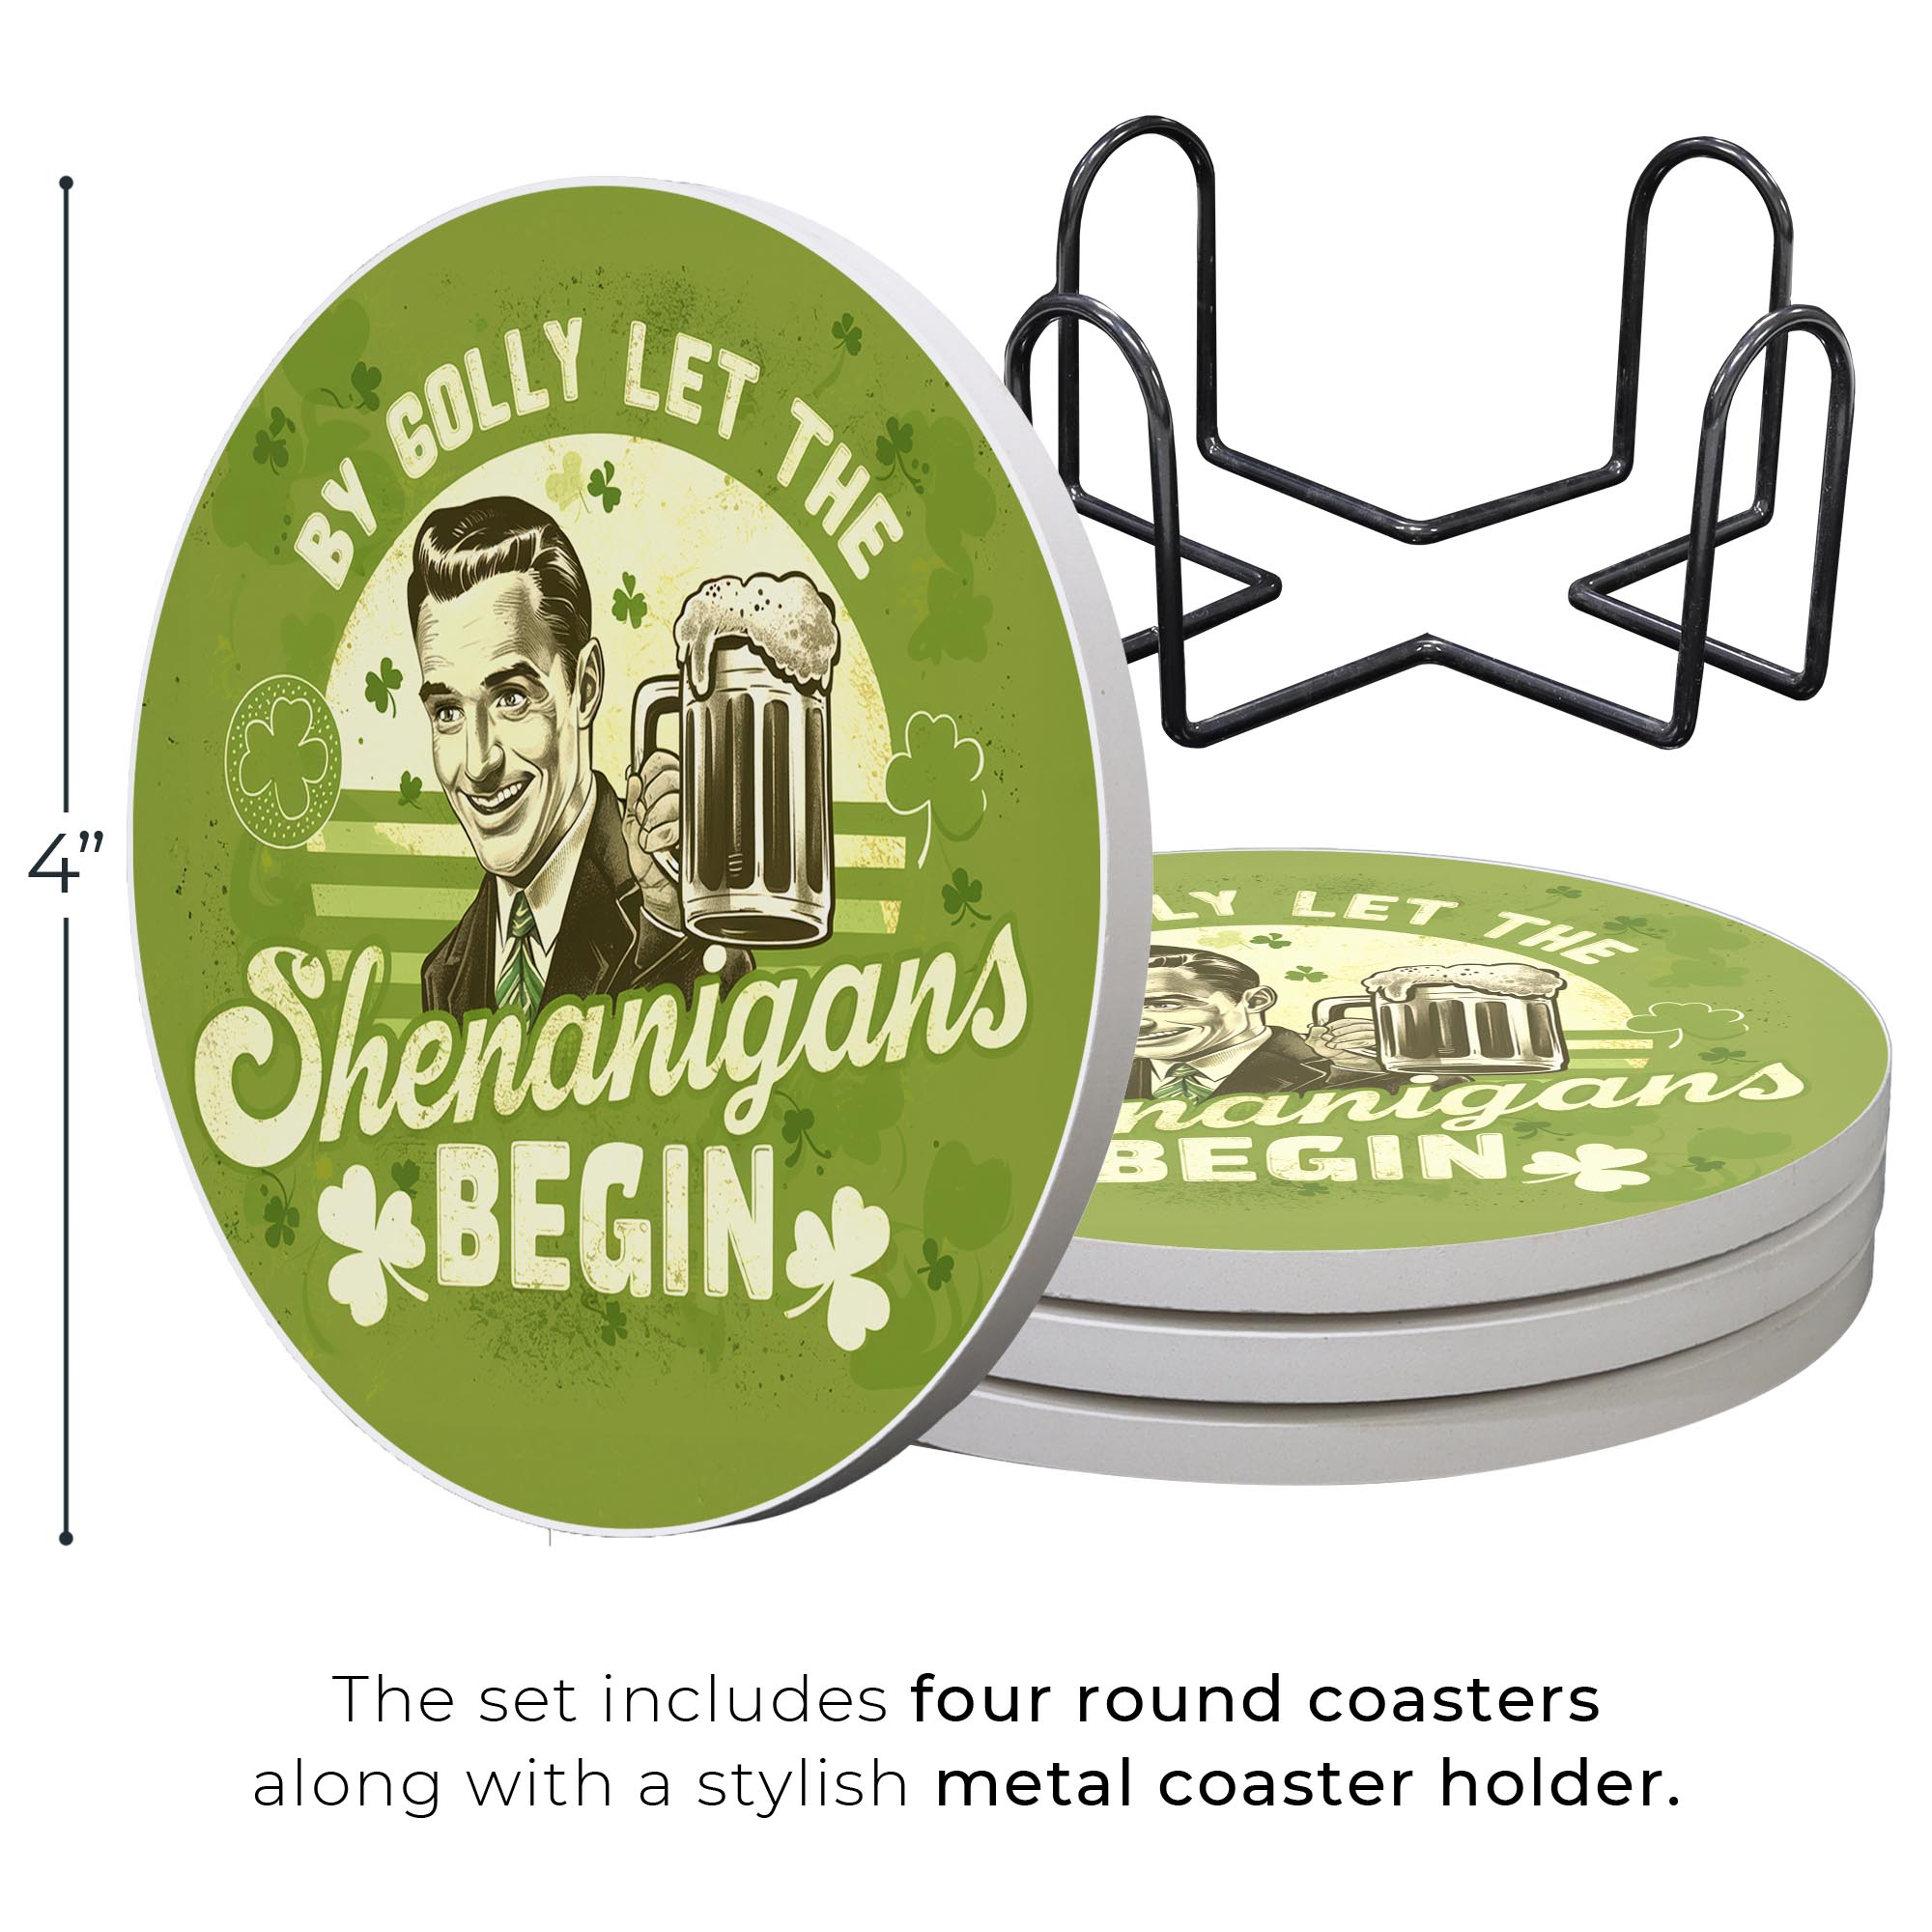 BY GOLLY LET THE
Shenanigans
BEGIN
4”
LY LET THE
nanigans
BEGIN
The set includes four round coasters
along with a stylish metal coaster holder.